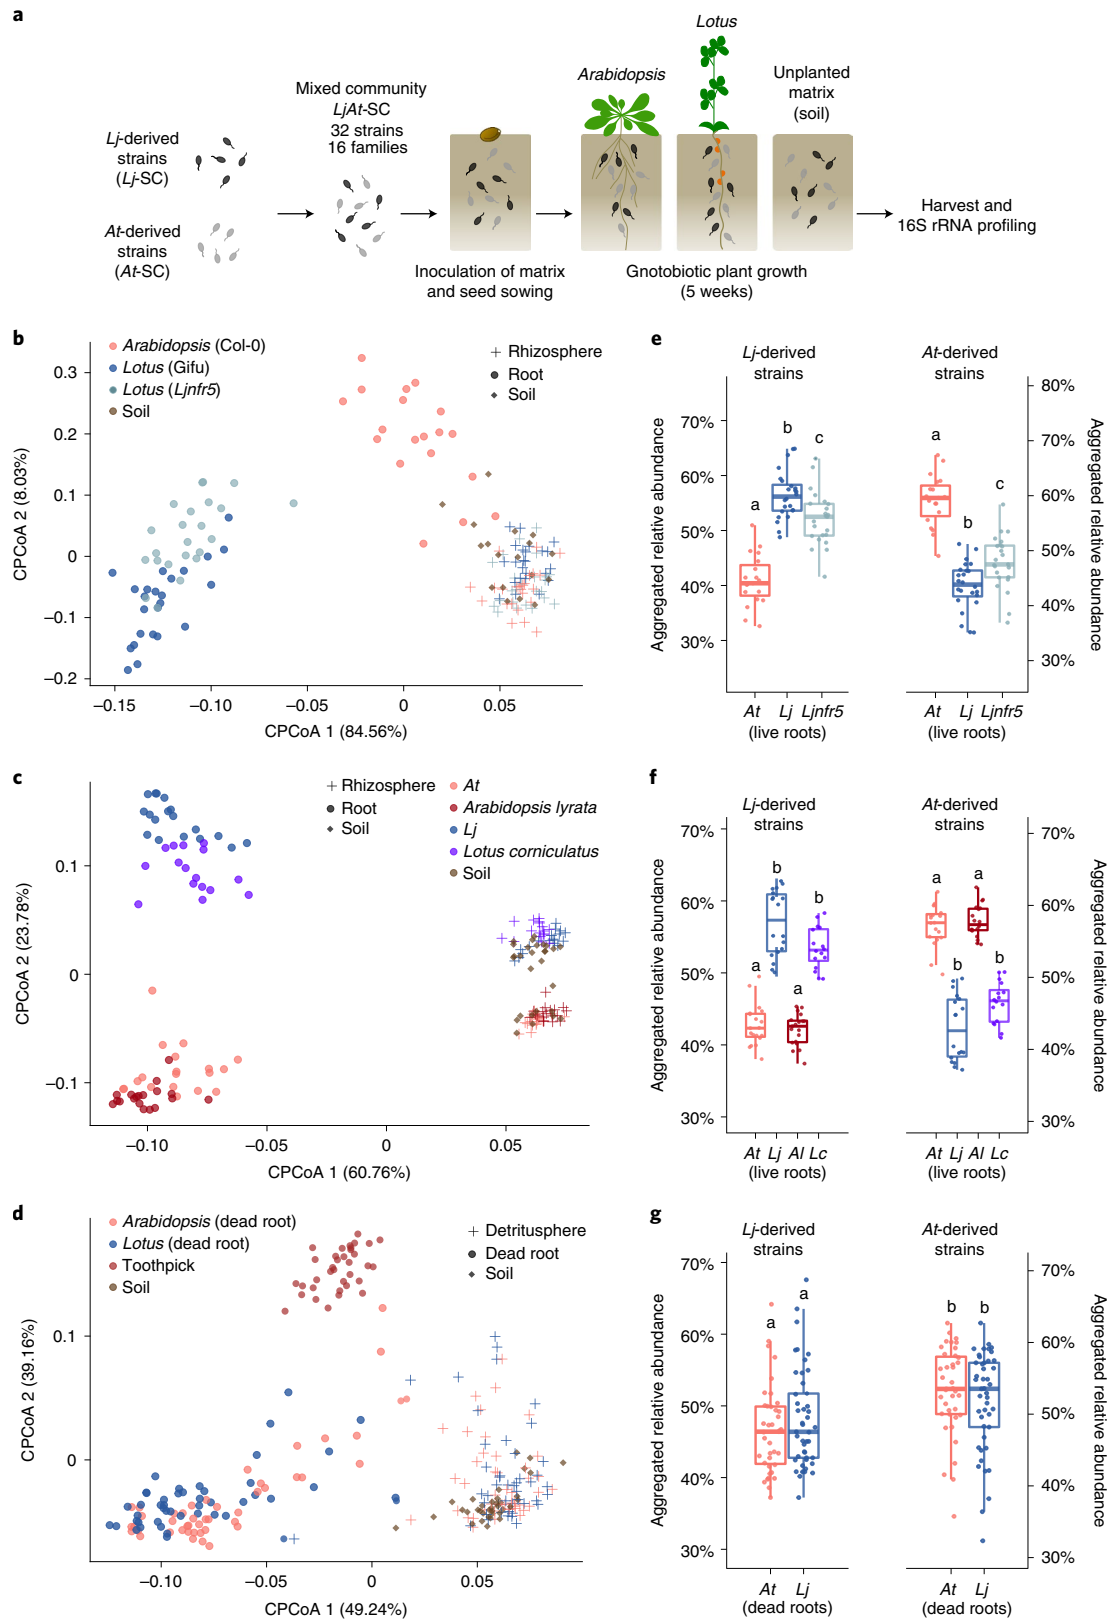 a
Lotus
Arabidopsis
Unplanted
matrix
(soil)
Mixed community
LjAt-SC
32 strains
16 families
Lj-derived
strains
(Lj-SC)
At-derived
strains
(At-SC)
Harvest and
16S rRNA profiling
Inoculation of matrix
and seed sowing
Gnotobiotic plant growth
(5 weeks)
b
Arabidopsis (Col-0)
Lotus (Gifu)
Lotus (Ljnfr5)
Soil
Rhizosphere
Root
Soil
0.3
0.2
0.1
0
−0.1
−0.2
CPCoA 2 (8.03%)
−0.15
−0.10
−0.05
0
0.05
CPCoA 1 (84.56%)
e
Lj-derived
strains
At-derived
strains
Aggregated relative abundance
70%
60%
50%
40%
30%
a
b
c
a
b
c
80%
70%
60%
50%
40%
30%
Aggregated relative abundance
At Lj Ljnfr5
(live roots)
At Lj Ljnfr5
(live roots)
c
Rhizosphere
Root
Soil
At
Arabidopsis lyrata
Lj
Lotus corniculatus
Soil
0.1
0
−0.1
CPCoA 2 (23.78%)
−0.10
−0.05
0
0.05
CPCoA 1 (60.76%)
f
Lj-derived
strains
At-derived
strains
Aggregated relative abundance
70%
60%
50%
40%
30%
a
b
a
b
a
b
a
b
70%
60%
50%
40%
30%
Aggregated relative abundance
At Lj Al Lc
(live roots)
At Lj Al Lc
(live roots)
d
Arabidopsis (dead root)
Lotus (dead root)
Toothpick
Soil
Detritusphere
Dead root
Soil
0.1
0
CPCoA 2 (39.16%)
−0.10
−0.05
0
0.05
CPCoA 1 (49.24%)
g
Lj-derived
strains
At-derived
strains
Aggregated relative abundance
70%
60%
50%
40%
30%
a
a
b
b
70%
60%
50%
40%
30%
Aggregated relative abundance
At Lj
(dead roots)
At Lj
(dead roots)